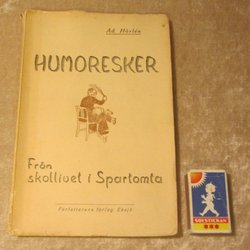 Ad. Hörlén
HUMORESKER
Från
skollivet i Spartomta
Författarens förlag Eksjö
SOLSTICKAN